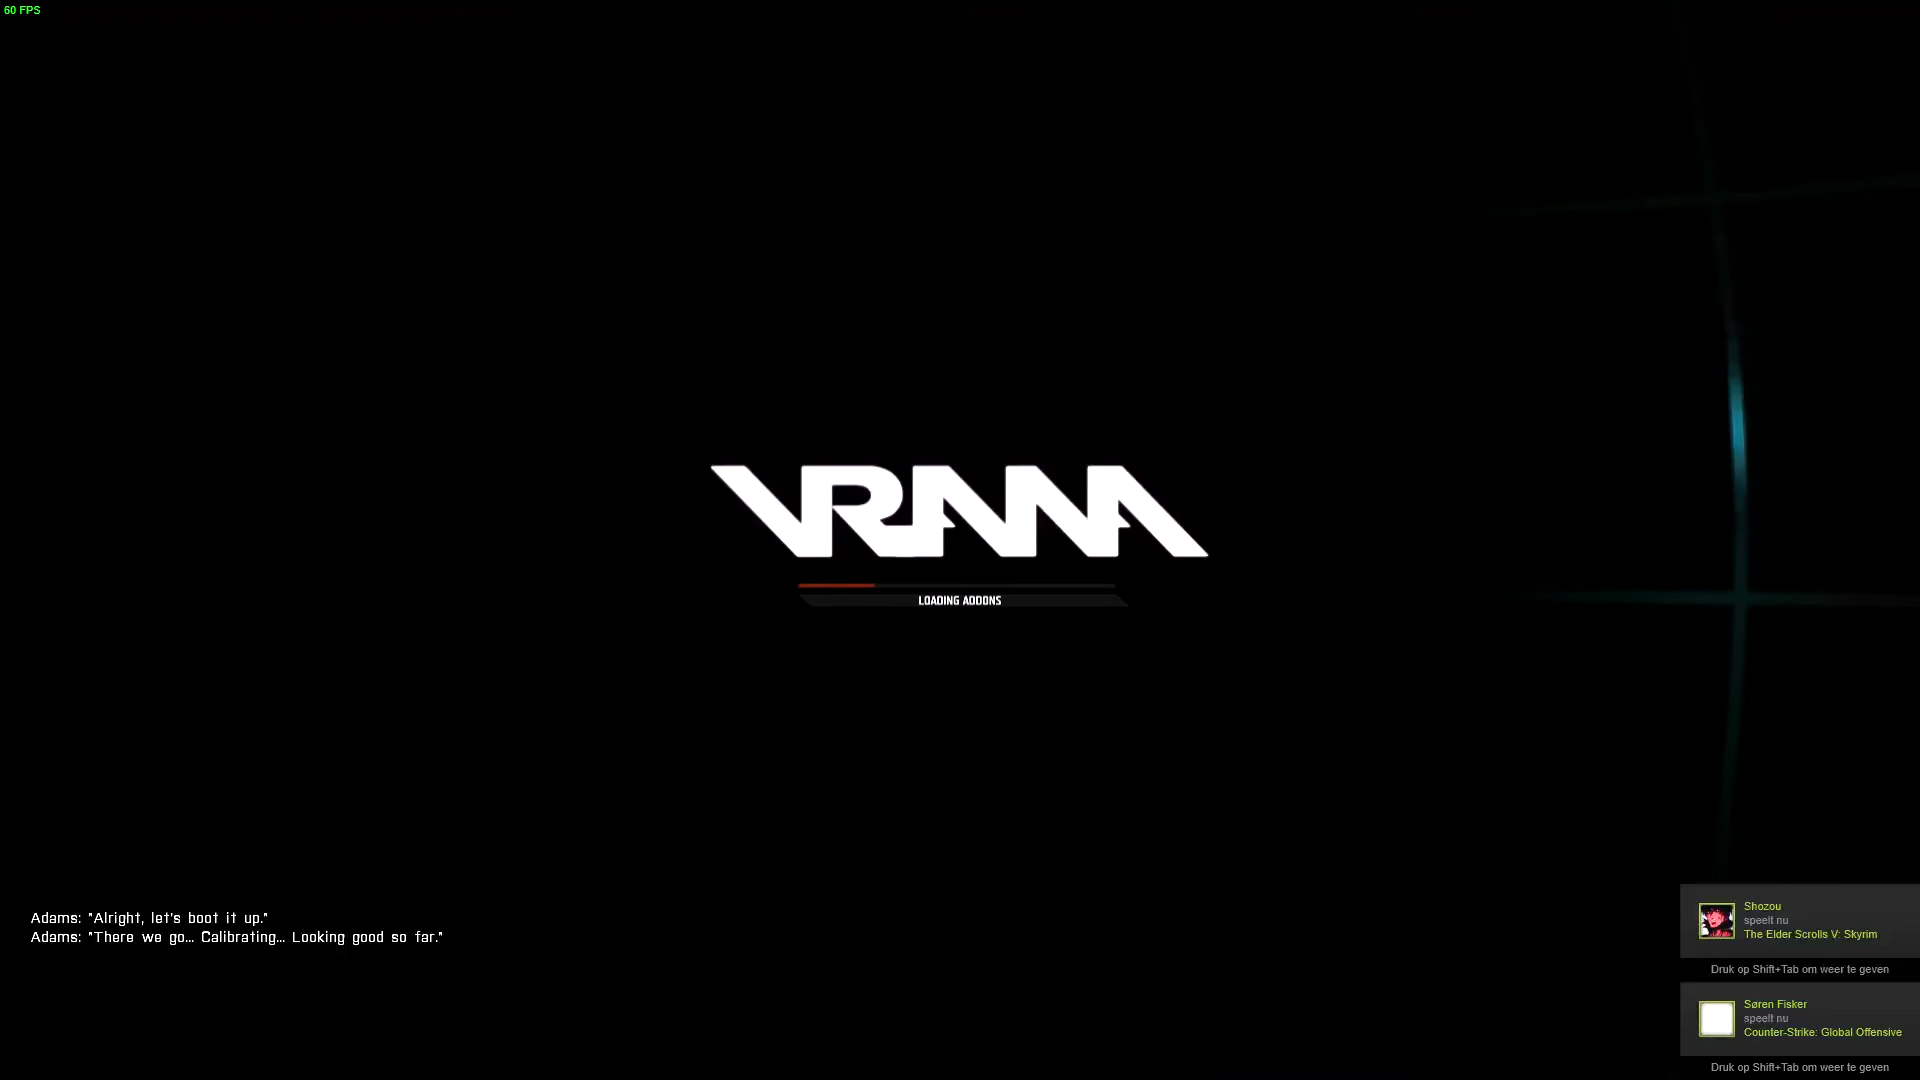 60 FPS
VRANA
LOADING ADDONS
Adams: "Alright, let's boot it up."
Adams: "There we go... Calibrating... Looking good so far."
Shozou
speelt nu
The Elder Scrolls V: Skyrim
Druk op Shift+Tab om weer te geven
Søren Fisker
speelt nu
Counter-Strike: Global Offensive
Druk op Shift+Tab om weer te geven